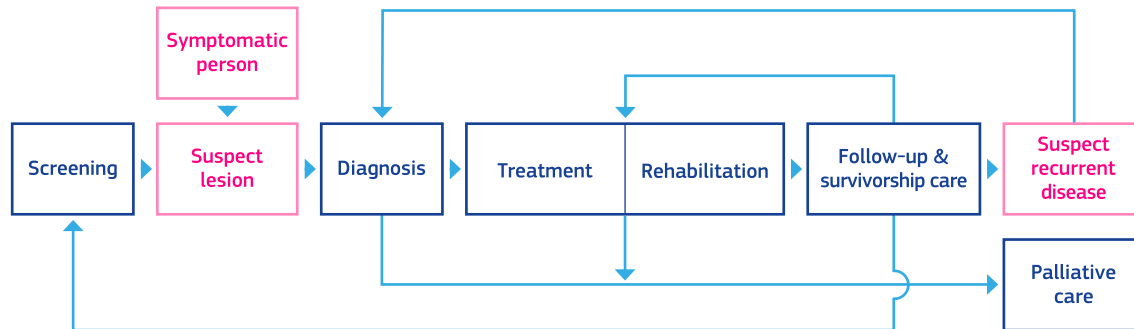 Symptomatic
person
Screening
Suspect
lesion
Diagnosis
Treatment
Rehabilitation
Follow-up &
survivorship care
Suspect
recurrent
disease
Palliative
care